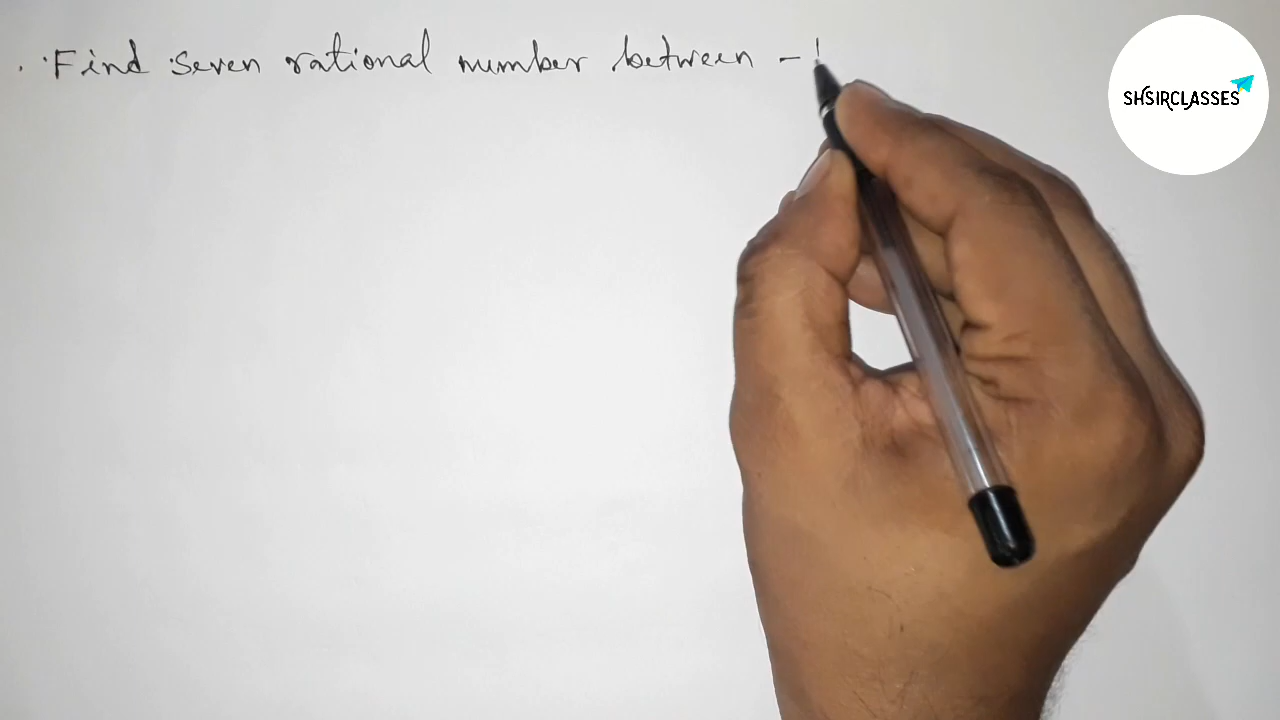 Find seven rational number between - 1
SHSIRCLASSES